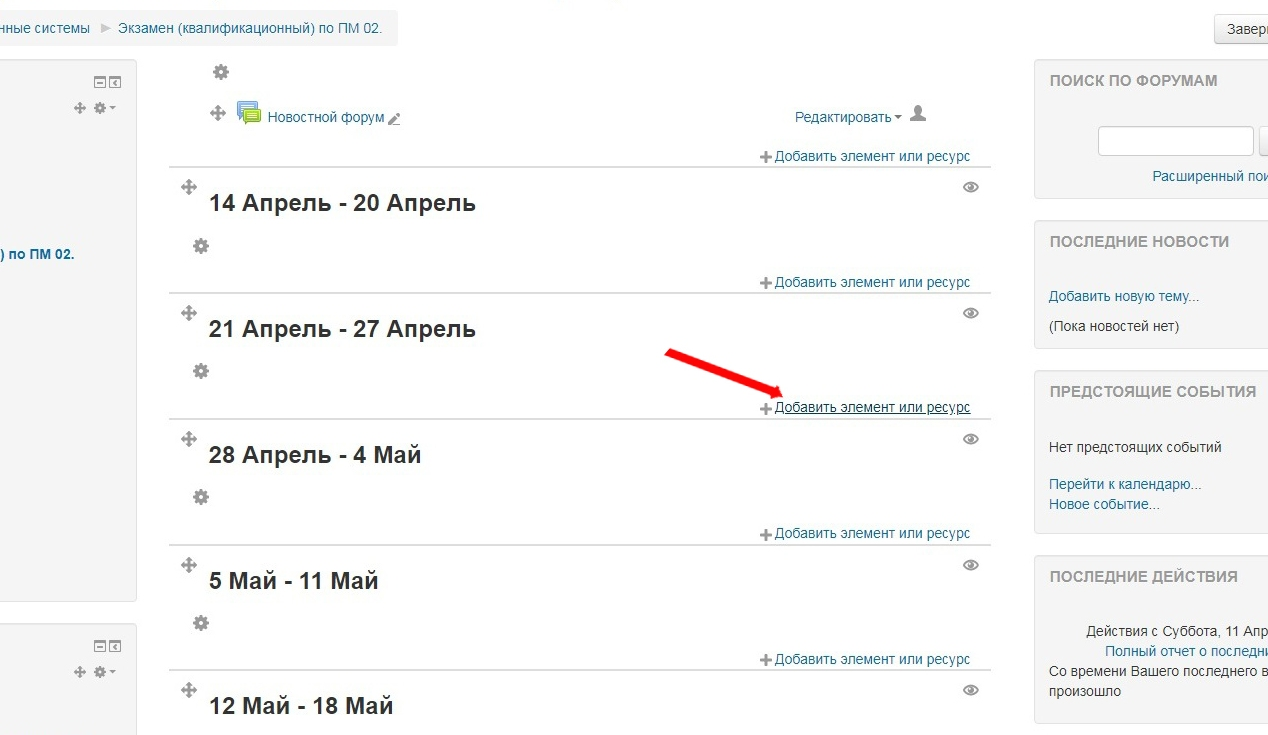 нные системы ► Экзамен (квалификационный) по ПМ 02.
Завер
) по ПМ 02.
Новостной форум
Редактировать
Добавить элемент или ресурс
14 Апрель - 20 Апрель
Добавить элемент или ресурс
21 Апрель - 27 Апрель
Добавить элемент или ресурс
28 Апрель - 4 Май
Добавить элемент или ресурс
5 Май - 11 Май
Добавить элемент или ресурс
12 Май - 18 Май
ПОИСК ПО ФОРУМАМ
Расширенный пои
ПОСЛЕДНИЕ НОВОСТИ
Добавить новую тему...
(Пока новостей нет)
ПРЕДСТОЯЩИЕ СОБЫТИЯ
Нет предстоящих событий
Перейти к календарю...
Новое событие...
ПОСЛЕДНИЕ ДЕЙСТВИЯ
Действия с Суббота, 11 Апр
Полный отчет о последни
Со времени Вашего последнего в
произошло